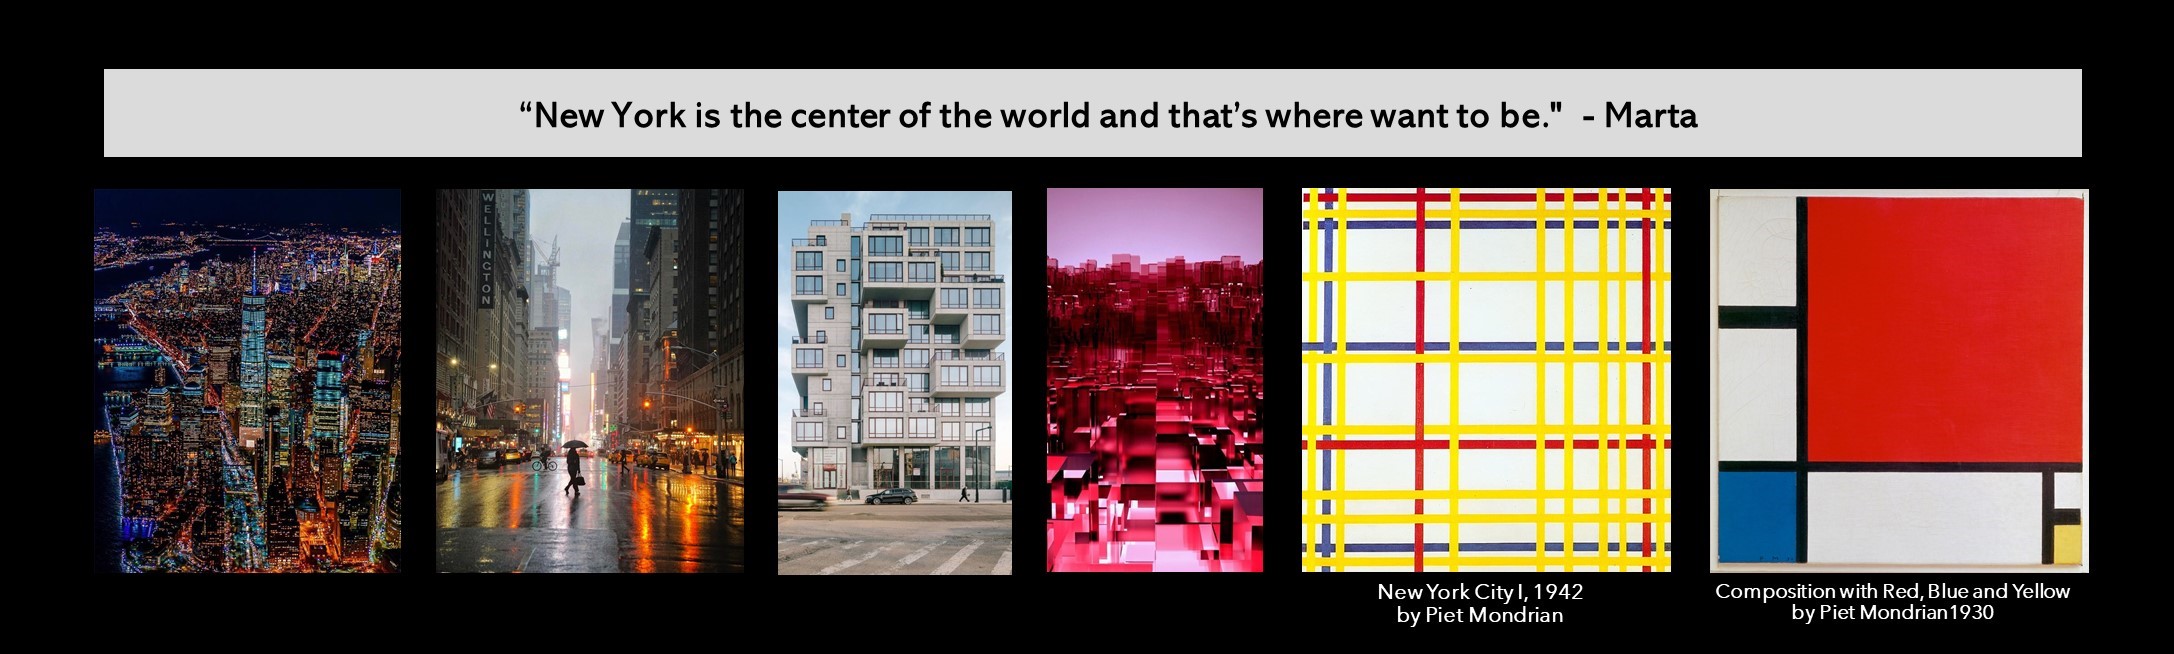 “New York is the center of the world and that’s where want to be."  - Marta
WELLINGTON
New York City I, 1942
by Piet Mondrian
Composition with Red, Blue and Yellow
by Piet Mondrian1930